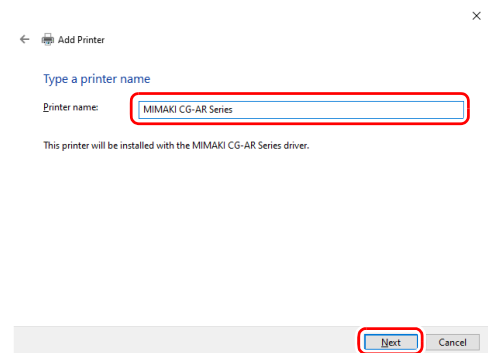 Add Printer
Type a printer name
Printer name: MIMAKI CG-AR Series
This printer will be installed with the MIMAKI CG-AR Series driver.
Next Cancel